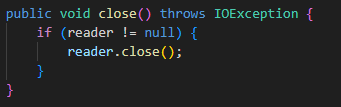 public void close() throws IOException {
    if (reader != null) {
        reader.close();
    }
}